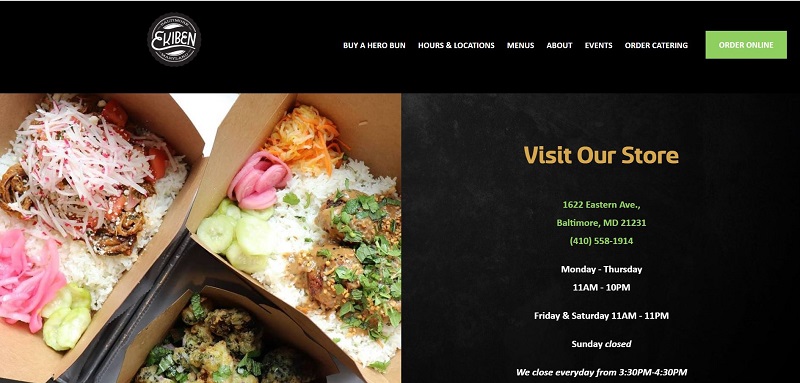 BALTIMORE
EKIBEN
MARYLAND
BUY A HERO BUN HOURS & LOCATIONS MENUS ABOUT EVENTS ORDER CATERING ORDER ONLINE
Visit Our Store
1622 Eastern Ave.,
Baltimore, MD 21231
(410) 558-1914
Monday - Thursday
11AM - 10PM
Friday & Saturday 11AM - 11PM
Sunday closed
We close everyday from 3:30PM-4:30PM